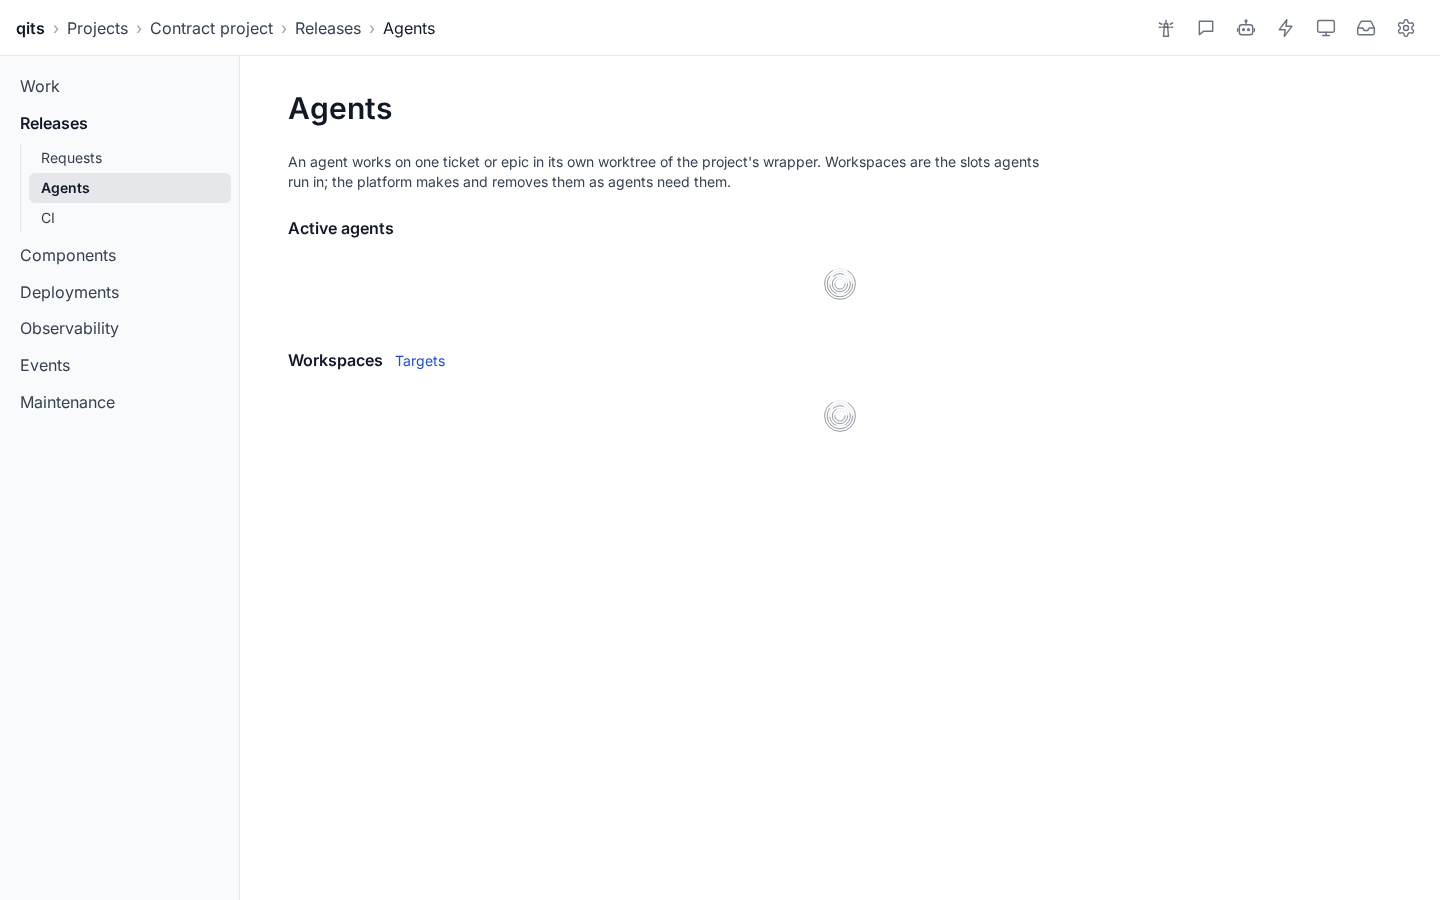 qits › Projects › Contract project › Releases › Agents
Work
Releases
Requests
Agents
CI
Components
Deployments
Observability
Events
Maintenance
Agents
An agent works on one ticket or epic in its own worktree of the project's wrapper. Workspaces are the slots agents
run in; the platform makes and removes them as agents need them.
Active agents
Workspaces Targets